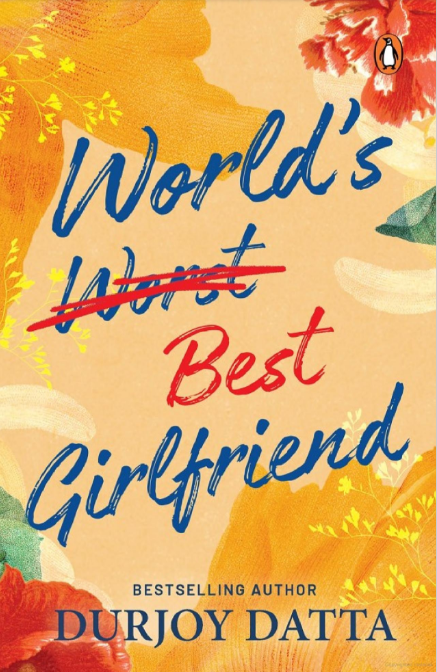 World's
Worst
Best
Girlfriend
BESTSELLING AUTHOR
DURJOY DATTA